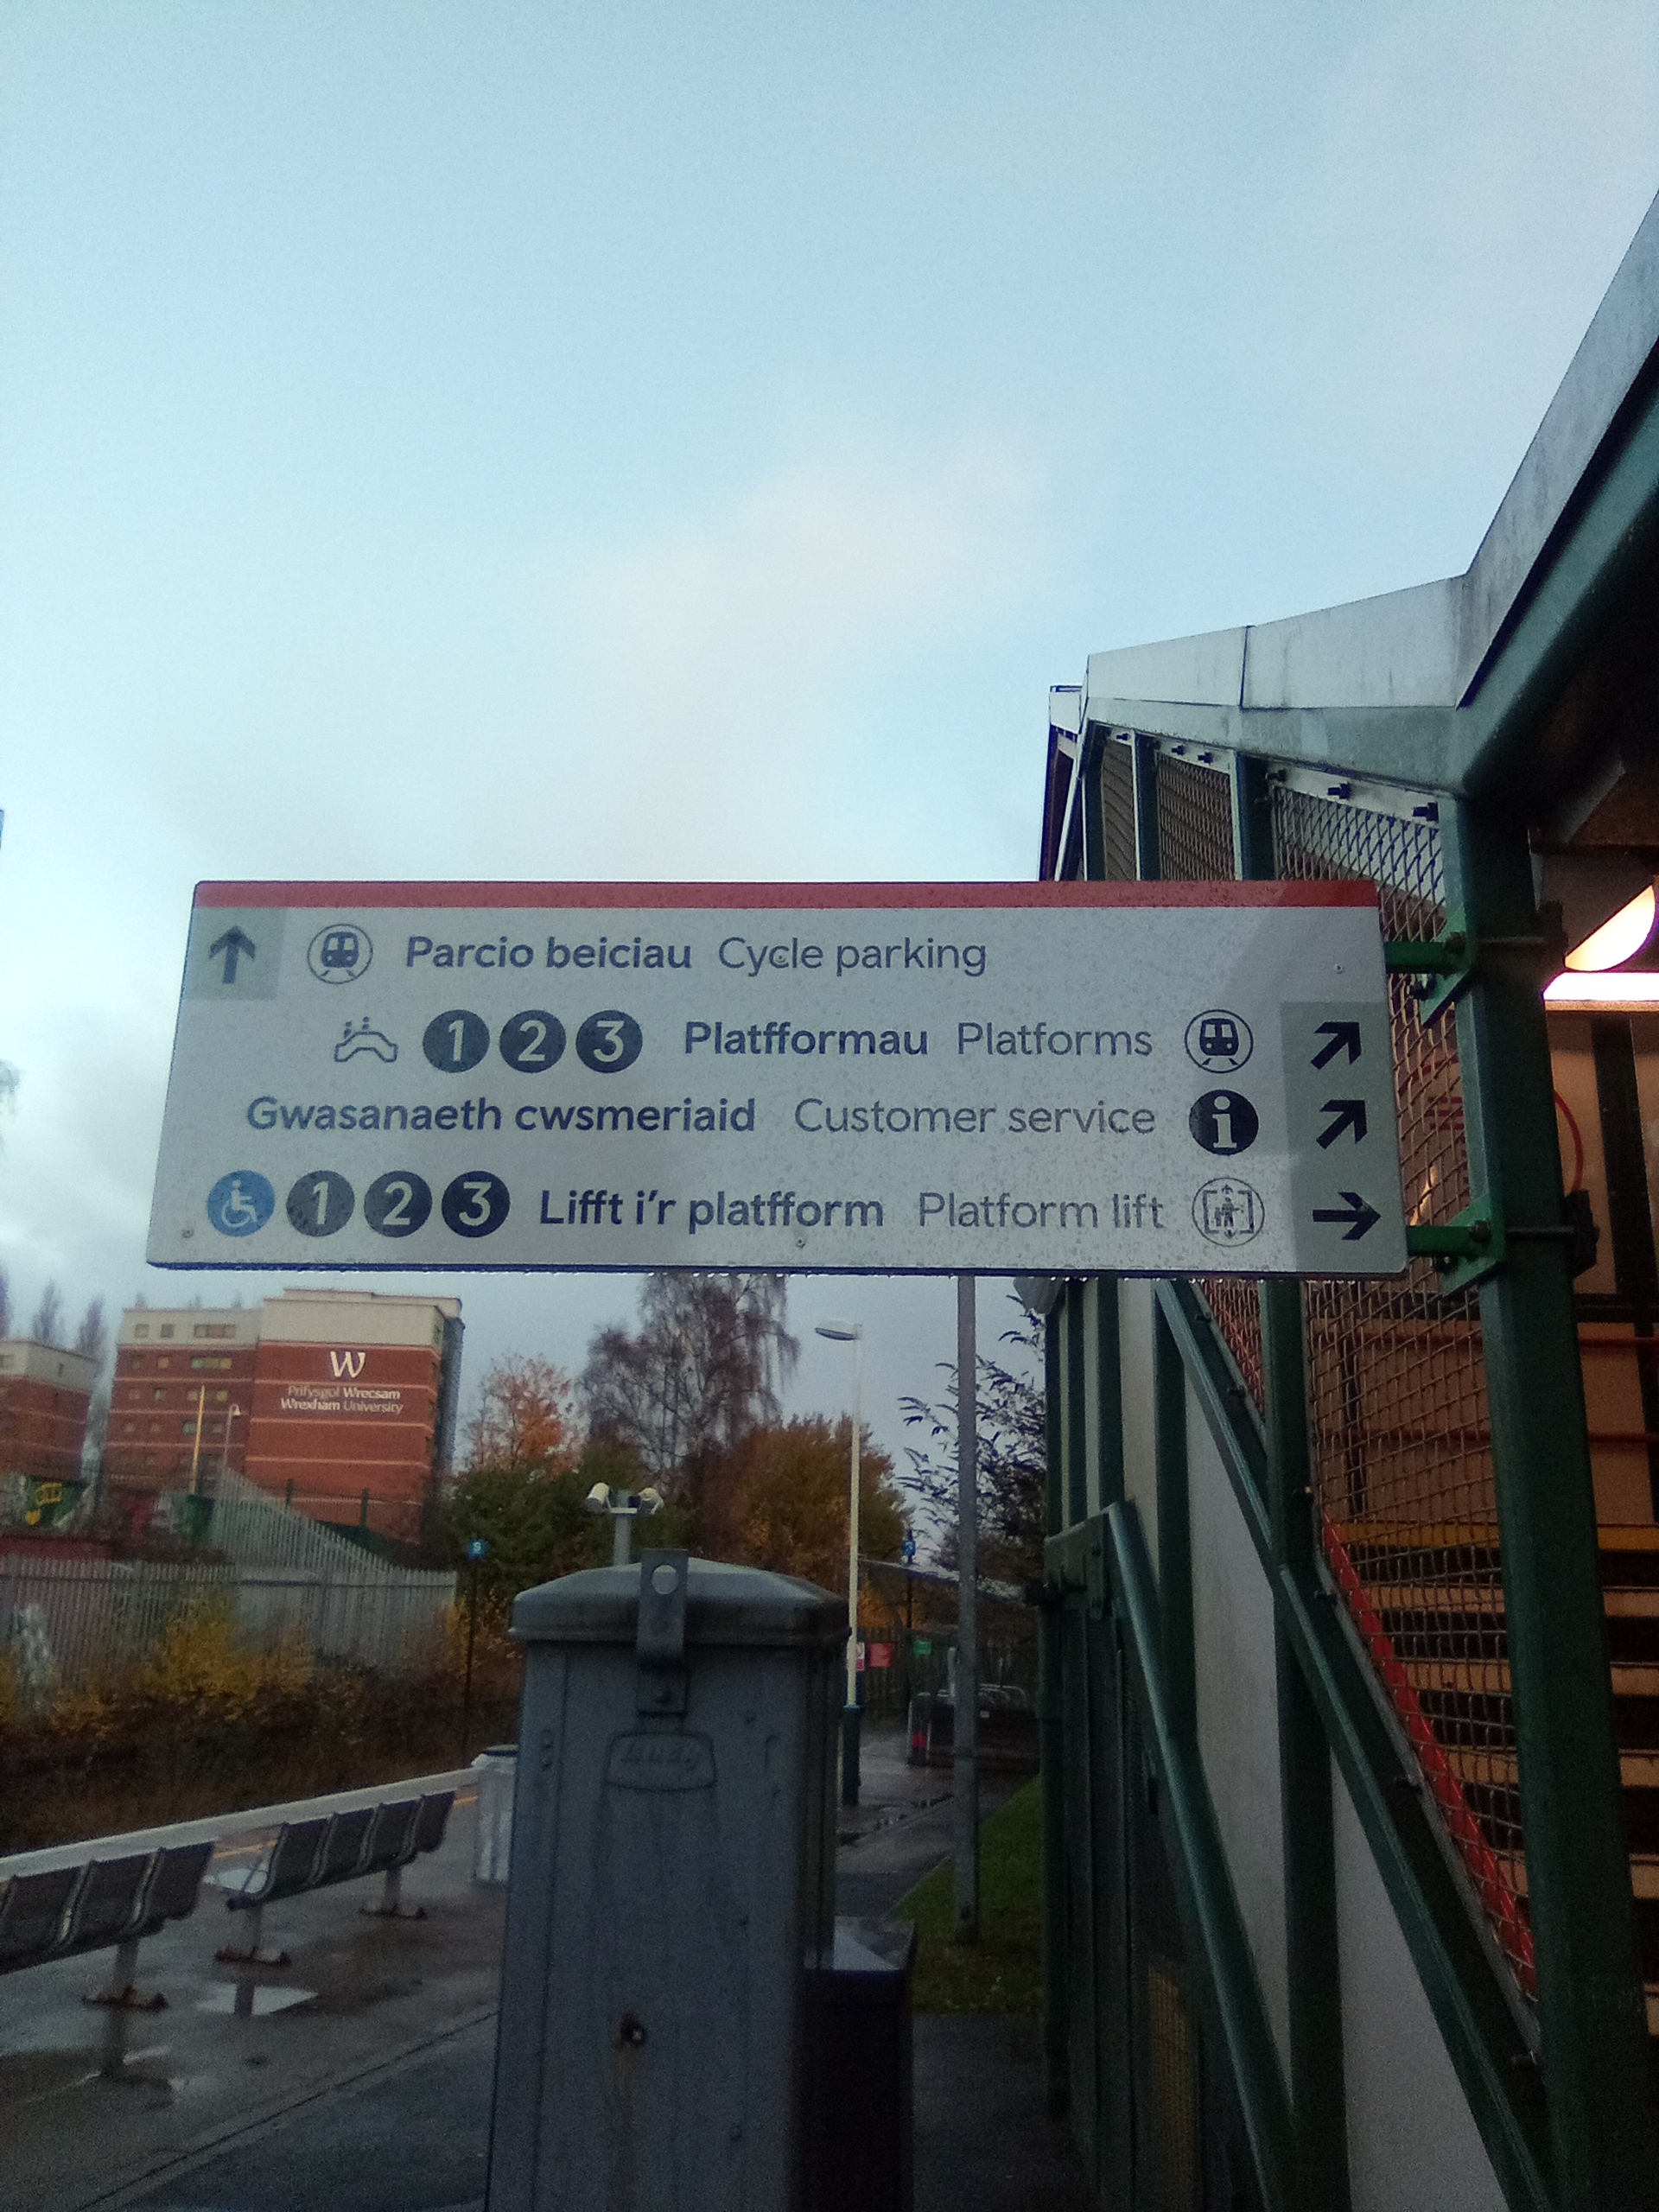 Parcio beiciau Cycle parking
1 2 3 Platfformau Platforms
Gwasanaeth cwsmeriaid Customer service i
1 2 3 Lifft i'r platfform Platform lift
W
Prifysgol Wrecsam
Wrexham University
S